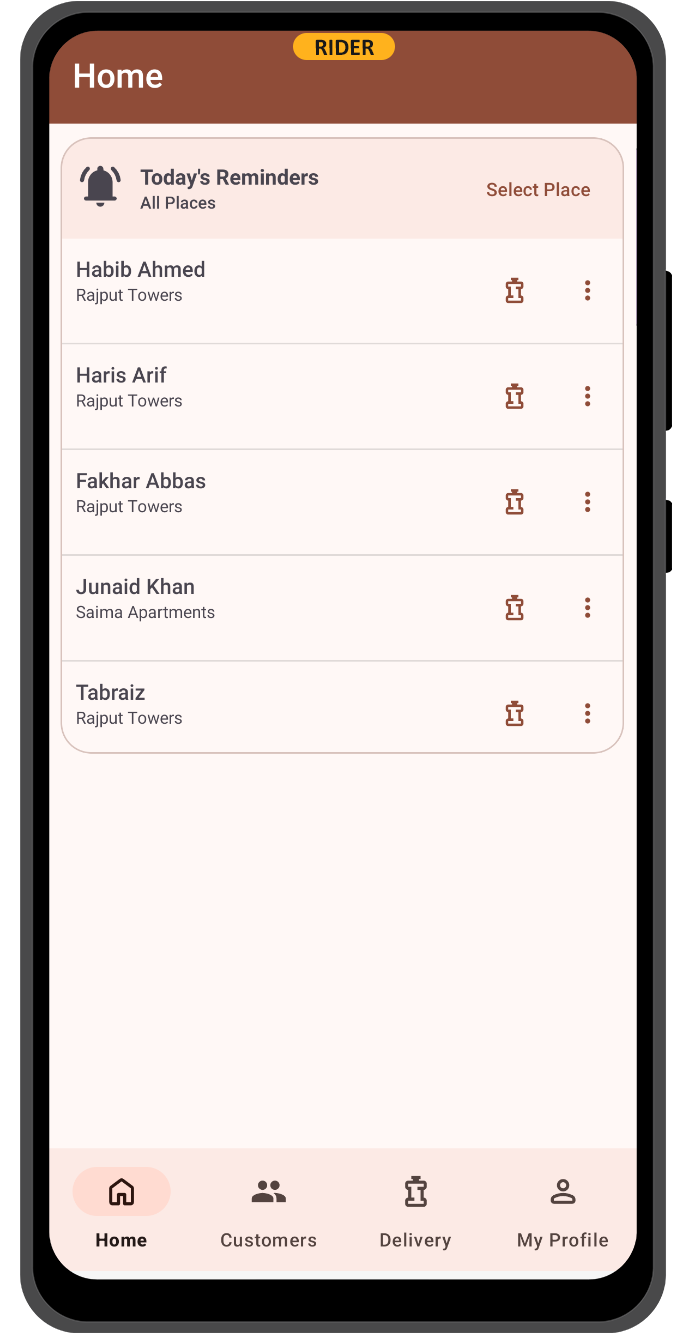 RIDER
Home
Today's Reminders
All Places
Select Place
Habib Ahmed
Rajput Towers
Haris Arif
Rajput Towers
Fakhar Abbas
Rajput Towers
Junaid Khan
Saima Apartments
Tabraiz
Rajput Towers
Home
Customers
Delivery
My Profile